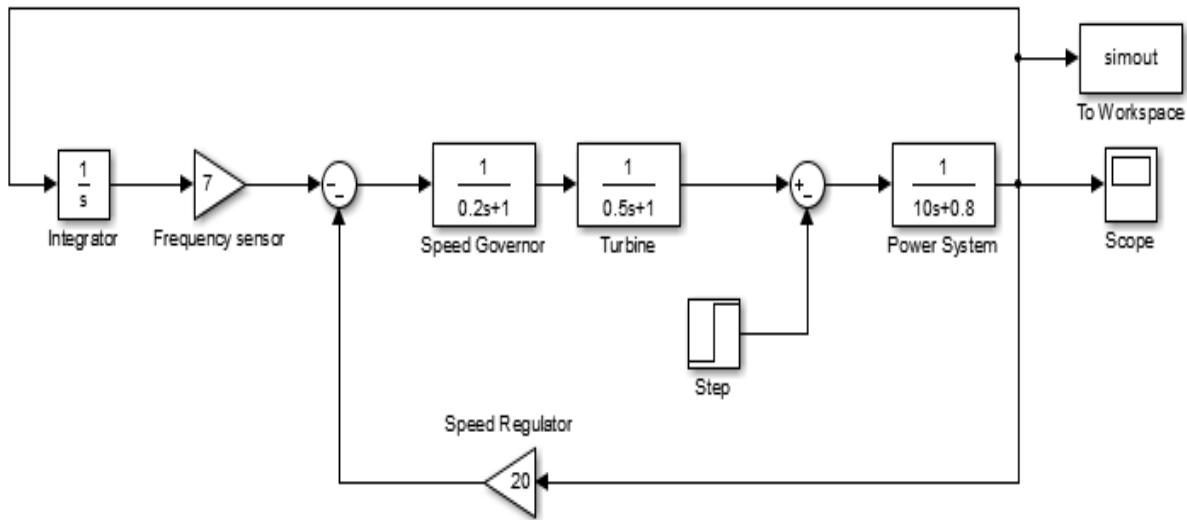 simout
To Workspace
1
s
Integrator
7
Frequency sensor
−
−
1
0.2s+1
Speed Governor
1
0.5s+1
Turbine
+
−
1
10s+0.8
Power System
Scope
Step
Speed Regulator
20